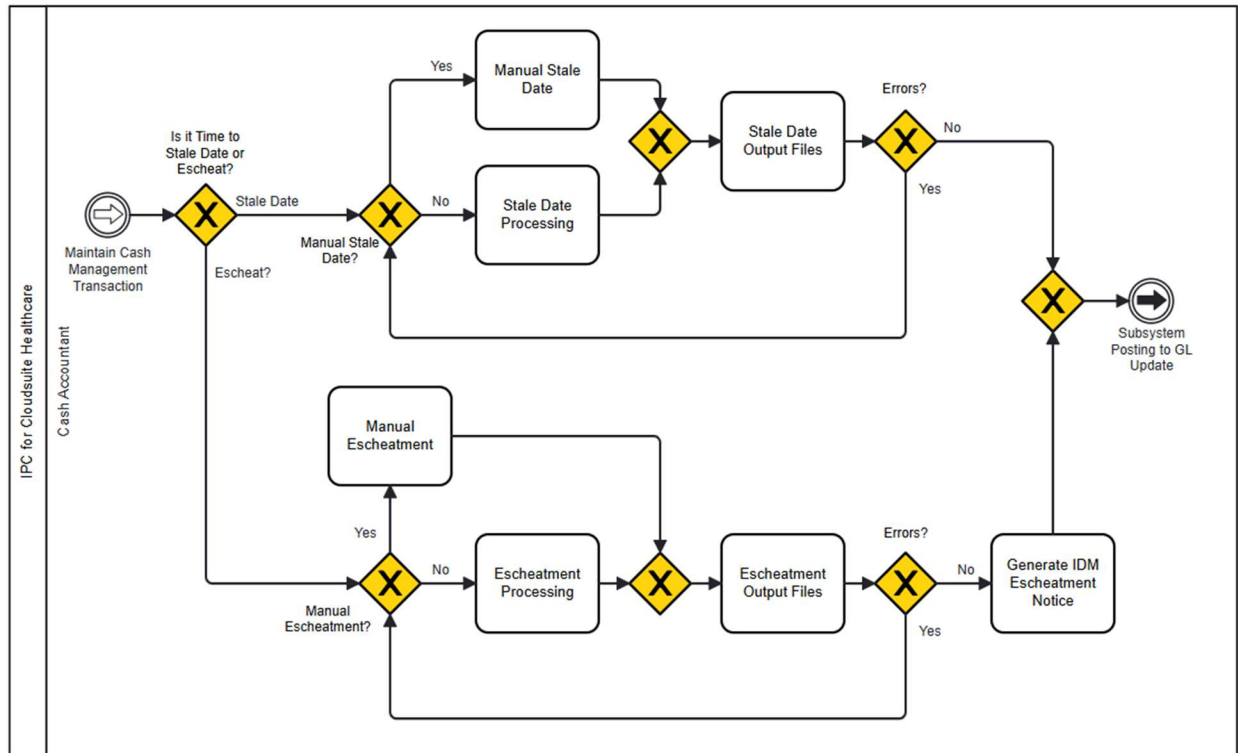 IPC for Cloudsuite Healthcare
Cash Accountant
Maintain Cash
Management
Transaction
Is it Time to
Stale Date or
Escheat?
Stale Date
Escheat?
Manual Stale
Date?
Yes
No
Manual Stale
Date
Stale Date
Processing
Stale Date
Output Files
Errors?
No
Yes
Manual
Escheatment?
Yes
No
Manual
Escheatment
Escheatment
Processing
Escheatment
Output Files
Errors?
No
Yes
Generate IDM
Escheatment
Notice
Subsystem
Posting to GL
Update